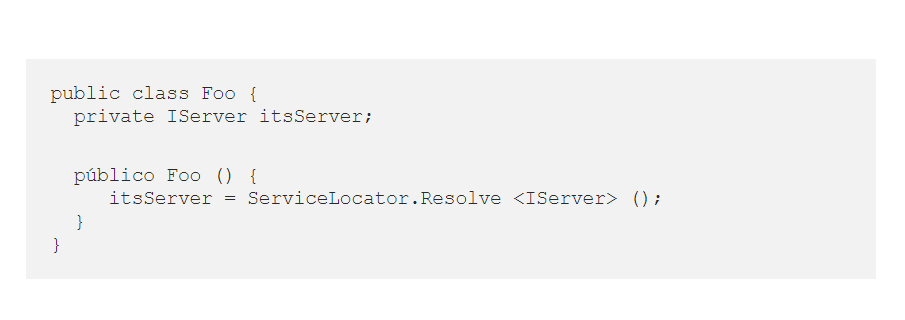 public class Foo {
private IServer itsServer;
público Foo () {
itsServer = ServiceLocator.Resolve <IServer> ();
}
}